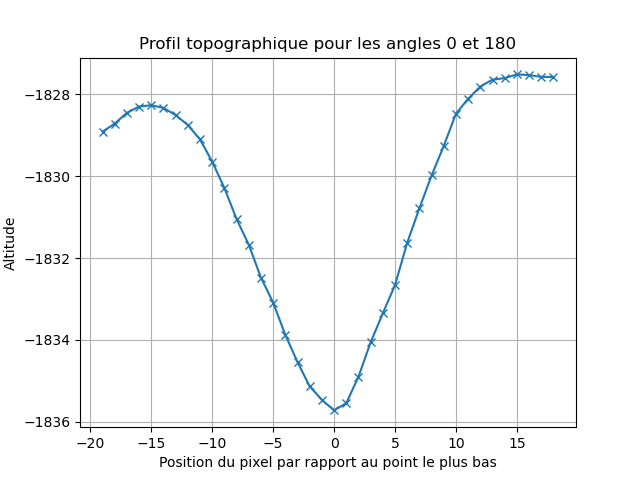 Profil topographique pour les angles 0 et 180
−1828
−1830
−1832
−1834
−1836
Altitude
−20 −15 −10 −5 0 5 10 15
Position du pixel par rapport au point le plus bas